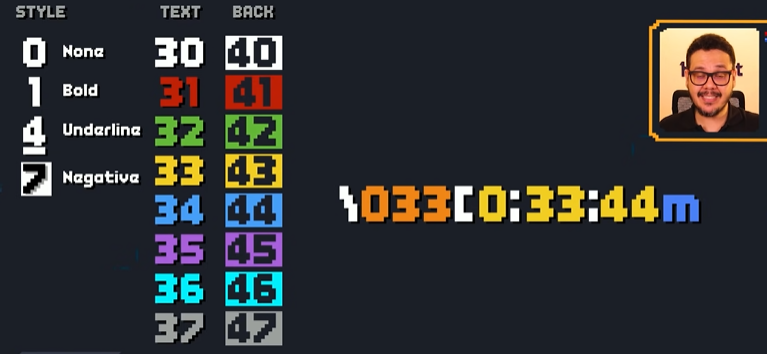 STYLE TEXT BACK
0 None 30 40
1 Bold 31 41
4 Underline 32 42
7 Negative 33 43
34 44
35 45
36 46
37 47
\033[0:33:44m